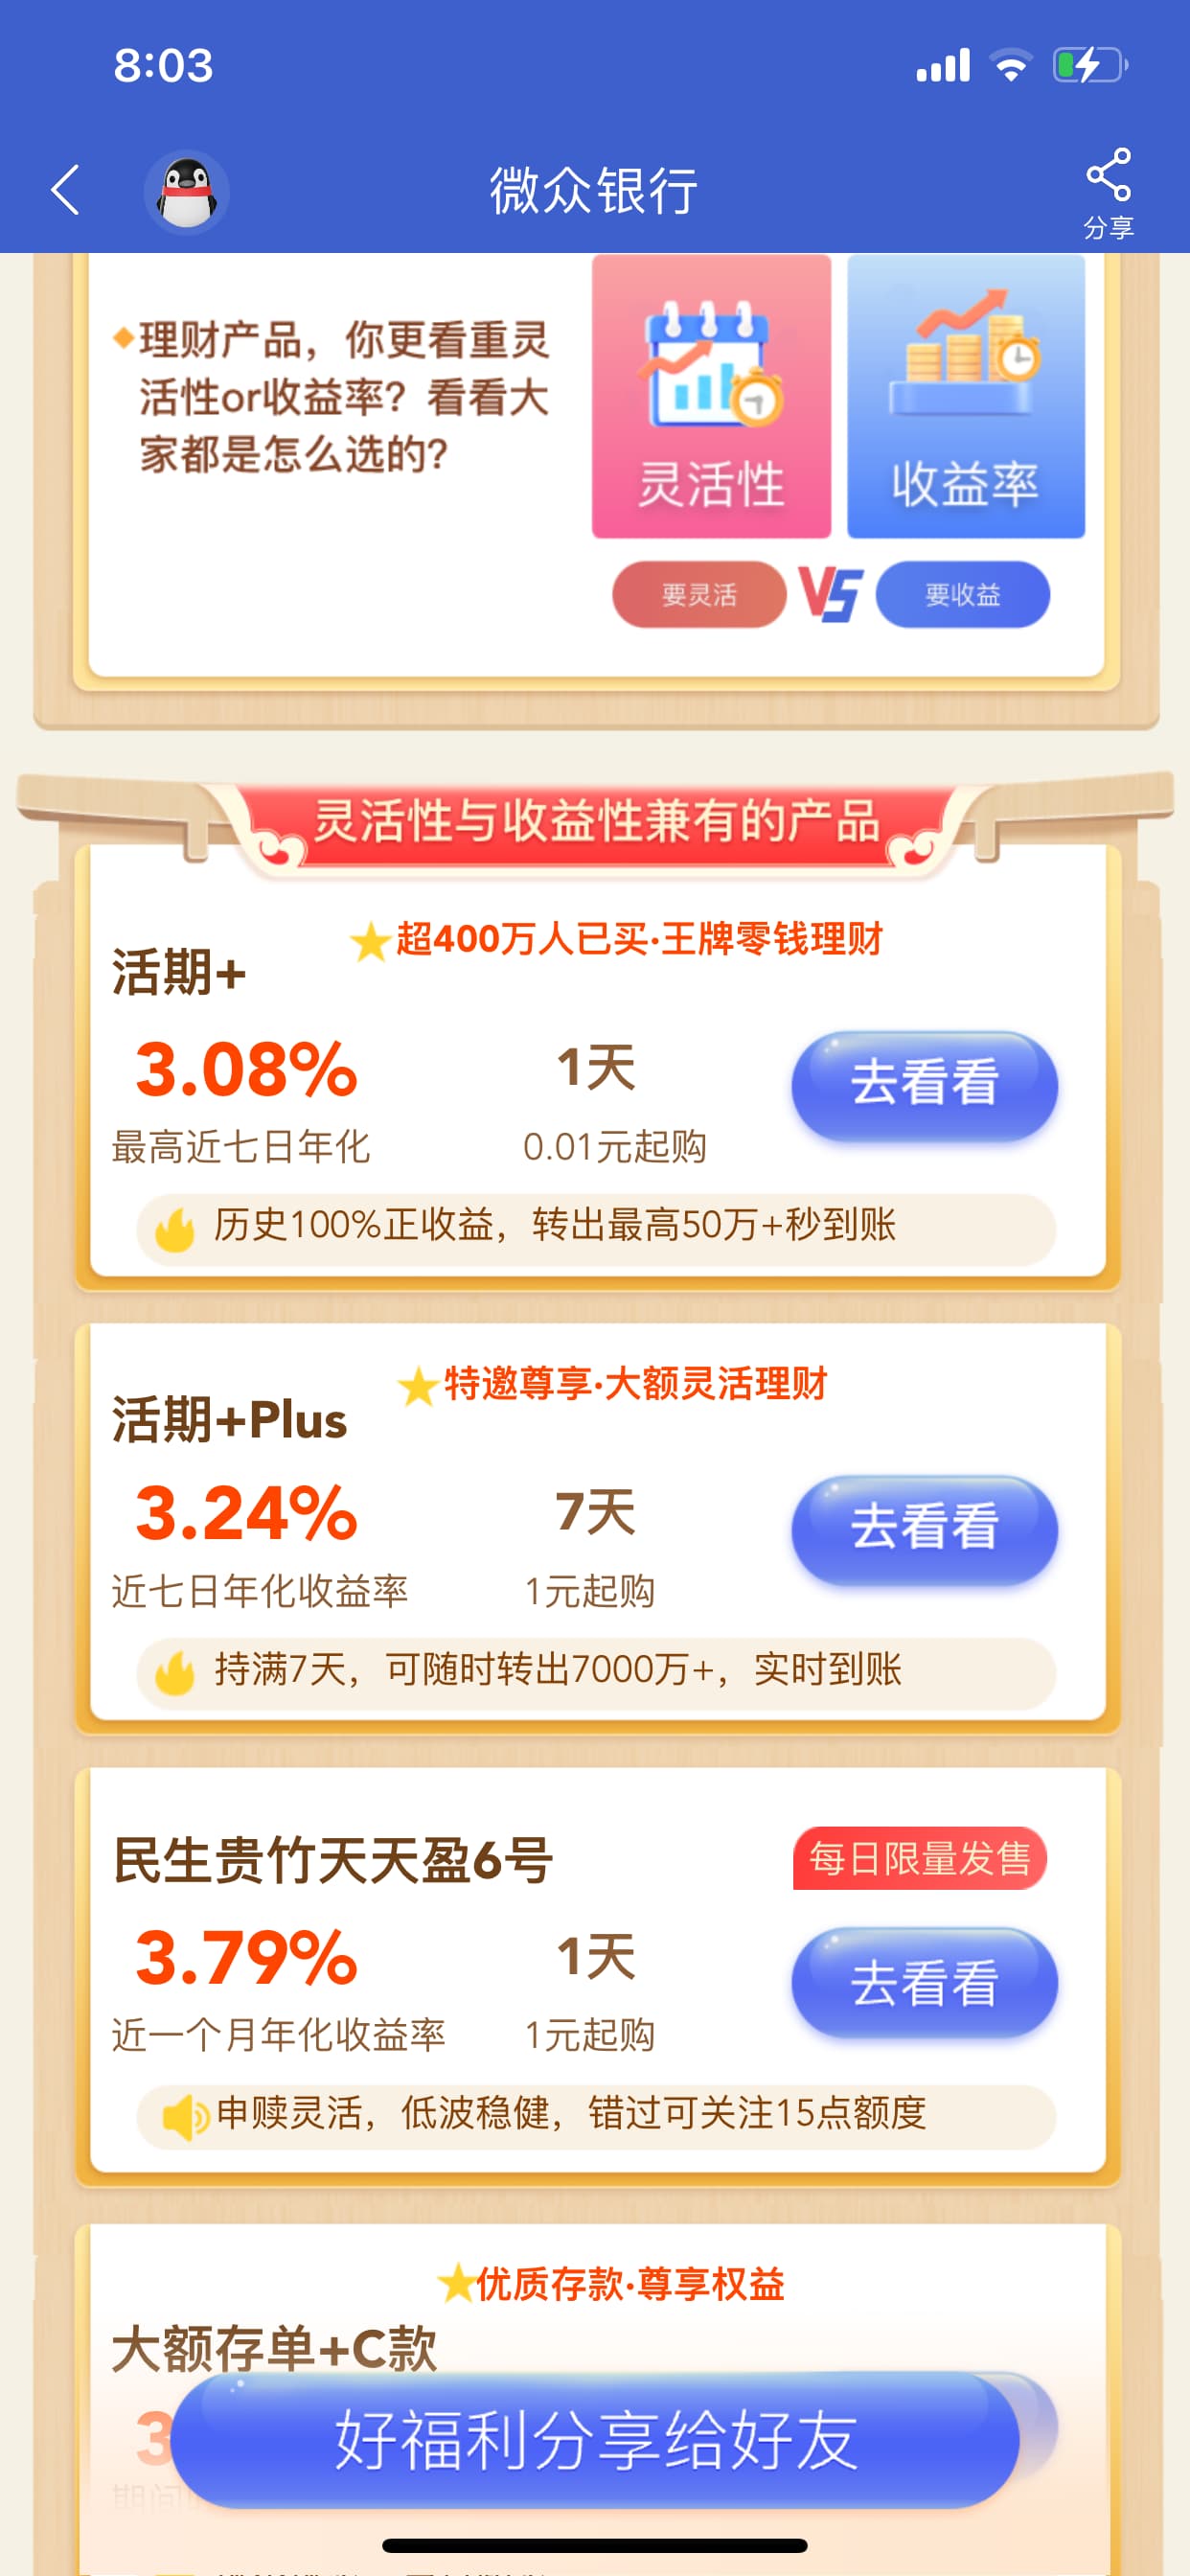 8:03
微众银行
分享
理财产品，你更看重灵
活性or收益率？看看大
家都是怎么选的?
灵活性
收益率
要灵活
VS
要收益
灵活性与收益性兼有的产品
超400万人已买·王牌零钱理财
活期+
3.08%
1天
去看看
最高近七日年化
0.01元起购
历史100%正收益，转出最高50万+秒到账
特邀尊享·大额灵活理财
活期+Plus
3.24%
7天
去看看
近七日年化收益率
1元起购
持满7天，可随时转出7000万+，实时到账
民生贵竹天天盈6号
每日限量发售
3.79%
1天
去看看
近一个月年化收益率
1元起购
申赎灵活，低波稳健，错过可关注15点额度
优质存款·尊享权益
大额存单+C款
3
好福利分享给好友
期间